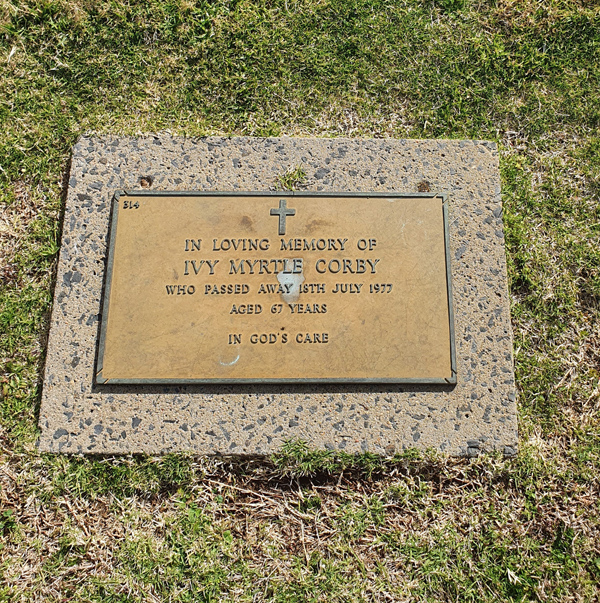 314
IN LOVING MEMORY OF
IVY MYRTLE CORBY
WHO PASSED AWAY 18TH JULY 1977
AGED 67 YEARS
IN GOD'S CARE